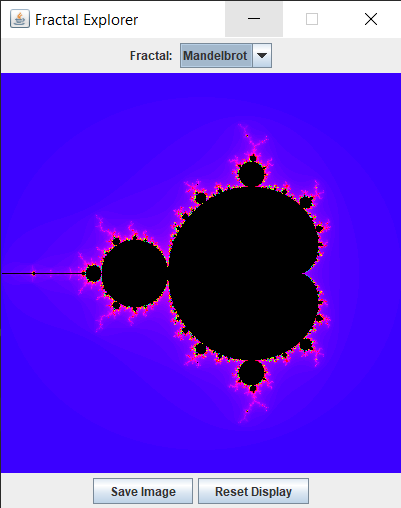 Fractal Explorer
Fractal: Mandelbrot
Save Image Reset Display